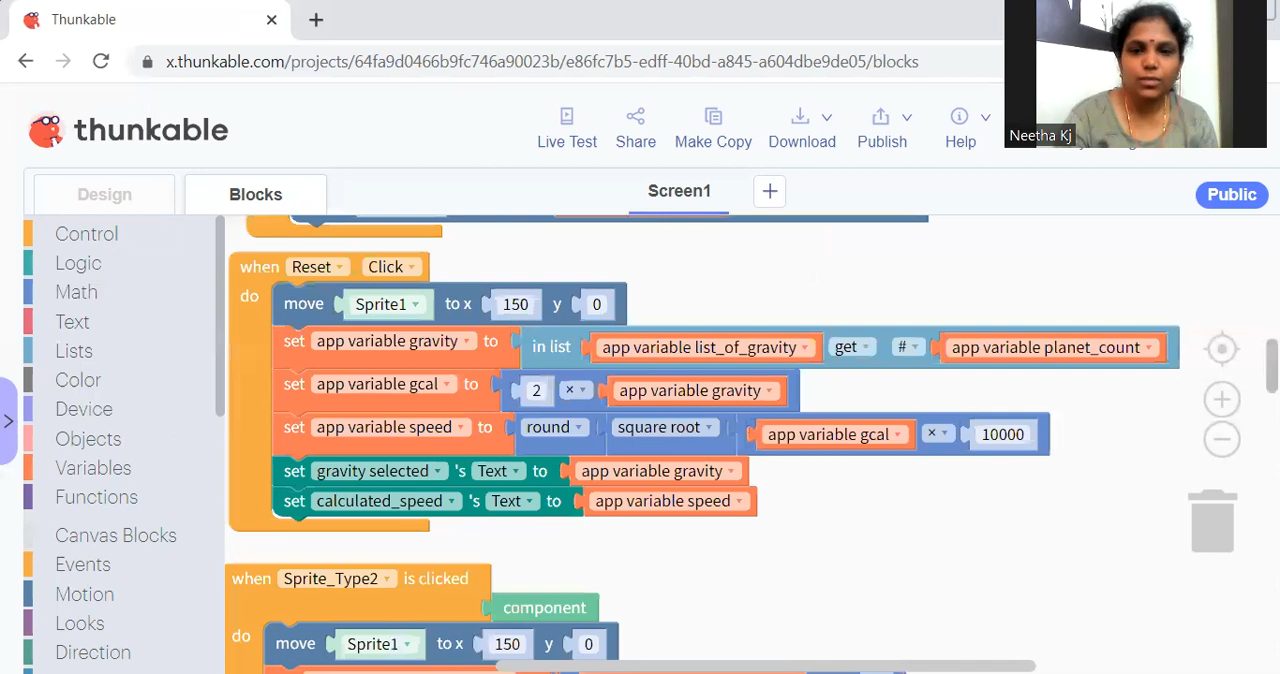 Thunkable
x.thunkable.com/projects/64fa9d04f6b9fc746a90023b/e86fc7b5-edff-40bd-a845-a604dbe9de05/blocks
Neetha Kj
thunkable
Live Test
Share
Make Copy
Download
Publish
Help
Design
Blocks
Screen1
Public
Control
Logic
Math
Text
Lists
Color
Device
Objects
Variables
Functions
Canvas Blocks
Events
Motion
Looks
Direction
when Reset Click
do move Sprite1 to x 150 y 0
set app variable gravity to in list app variable list_of_gravity get # app variable planet_count
set app variable gcal to 2 × app variable gravity
set app variable speed to round square root app variable gcal × 10000
set gravity selected 's Text to app variable gravity
set calculated_speed 's Text to app variable speed
when Sprite_Type2 is clicked
component
do move Sprite1 to x 150 y 0